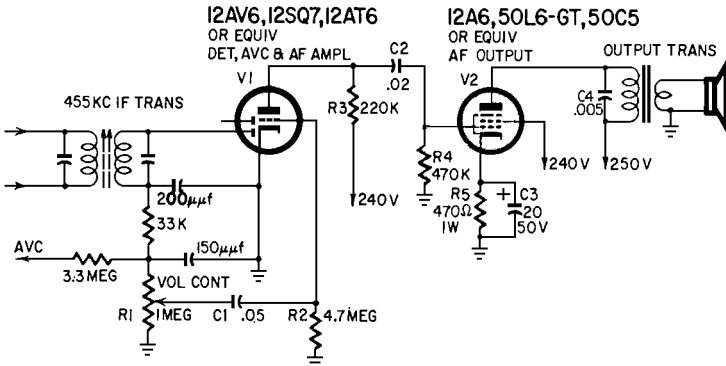 12AV6,12SQ7,12AT6
OR EQUIV
DET, AVC & AF AMPL
V1
12A6,50L6-GT,50C5
OR EQUIV
AF OUTPUT
V2
OUTPUT TRANS
C2
.02
455KC IF TRANS
R3
220K
C4
.005
R4
470K
240V
250V
240V
R5
470Ω
1W
+
C3
20
50V
200μμf
33K
150μμf
AVC
3.3 MEG
VOL CONT
R1
1MEG
C1
.05
R2
4.7MEG